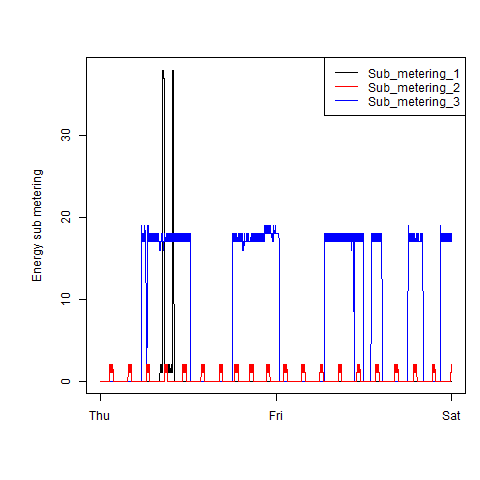 Sub_metering_1
Sub_metering_2
Sub_metering_3
Energy sub metering
30
20
10
0
Thu Fri Sat